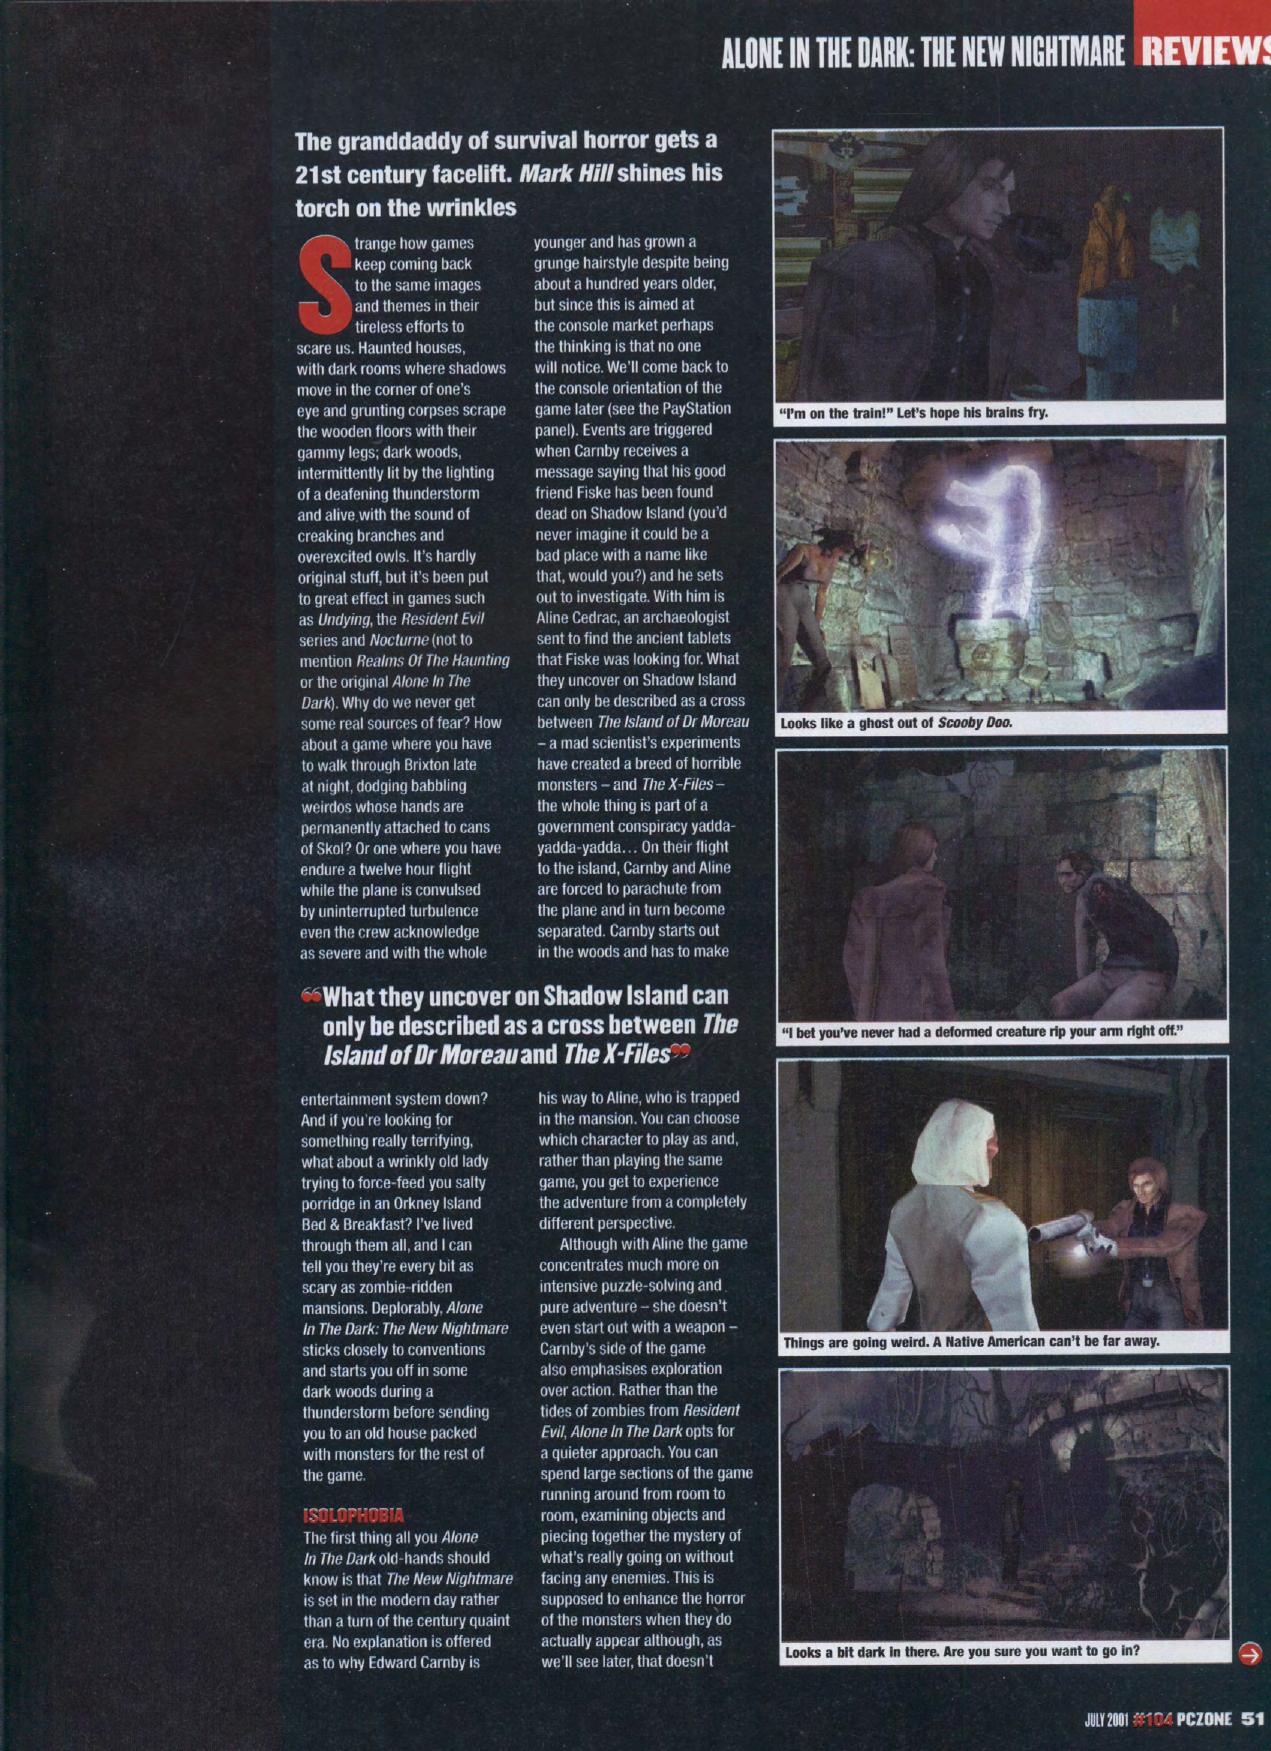 ALONE IN THE DARK: THE NEW NIGHTMARE REVIEWS
The granddaddy of survival horror gets a
21st century facelift. Mark Hill shines his
torch on the wrinkles
Strange how games
keep coming back
to the same images
and themes in their
tireless efforts to
scare us. Haunted houses,
with dark rooms where shadows
move in the corner of one's
eye and grunting corpses scrape
the wooden floors with their
gammy legs; dark woods,
intermittently lit by the lighting
of a deafening thunderstorm
and alive with the sound of
creaking branches and
overexcited owls. It's hardly
original stuff, but it's been put
to great effect in games such
as Undying, the Resident Evil
series and Nocturne (not to
mention Realms Of The Haunting
or the original Alone In The
Dark). Why do we never get
some real sources of fear? How
about a game where you have
to walk through Brixton late
at night, dodging babbling
weirdos whose hands are
permanently attached to cans
of Skol? Or one where you have
endure a twelve hour flight
while the plane is convulsed
by uninterrupted turbulence
even the crew acknowledge
as severe and with the whole
entertainment system down?
And if you're looking for
something really terrifying,
what about a wrinkly old lady
trying to force-feed you salty
porridge in an Orkney Island
Bed & Breakfast? I've lived
through them all, and I can
tell you they're every bit as
scary as zombie-ridden
mansions. Deplorably, Alone
In The Dark: The New Nightmare
sticks closely to conventions
and starts you off in some
dark woods during a
thunderstorm before sending
you to an old house packed
with monsters for the rest of
the game.
ISOLOPHOBIA
The first thing all you Alone
In The Dark old-hands should
know is that The New Nightmare
is set in the modern day rather
than a turn of the century quaint
era. No explanation is offered
as to why Edward Carnby is
younger and has grown a
grunge hairstyle despite being
about a hundred years older,
but since this is aimed at
the console market perhaps
the thinking is that no one
will notice. We'll come back to
the console orientation of the
game later (see the PayStation
panel). Events are triggered
when Carnby receives a
message saying that his good
friend Fiske has been found
dead on Shadow Island (you'd
never imagine it could be a
bad place with a name like
that, would you?) and he sets
out to investigate. With him is
Aline Cedrac, an archaeologist
sent to find the ancient tablets
that Fiske was looking for. What
they uncover on Shadow Island
can only be described as a cross
between The Island of Dr Moreau
– a mad scientist's experiments
have created a breed of horrible
monsters – and The X-Files –
the whole thing is part of a
government conspiracy yadda-
yadda-yadda... On their flight
to the island, Carnby and Aline
are forced to parachute from
the plane and in turn become
separated. Carnby starts out
in the woods and has to make
“What they uncover on Shadow Island can
only be described as a cross between The
Island of Dr Moreau and The X-Files”
his way to Aline, who is trapped
in the mansion. You can choose
which character to play as and,
rather than playing the same
game, you get to experience
the adventure from a completely
different perspective.
Although with Aline the game
concentrates much more on
intensive puzzle-solving and
pure adventure – she doesn't
even start out with a weapon –
Carnby's side of the game
also emphasises exploration
over action. Rather than the
tides of zombies from Resident
Evil, Alone In The Dark opts for
a quieter approach. You can
spend large sections of the game
running around from room to
room, examining objects and
piecing together the mystery of
what's really going on without
facing any enemies. This is
supposed to enhance the horror
of the monsters when they do
actually appear although, as
we'll see later, that doesn't
“I'm on the train!” Let's hope his brains fry.
Looks like a ghost out of Scooby Doo.
“I bet you've never had a deformed creature rip your arm right off.”
Things are going weird. A Native American can't be far away.
Looks a bit dark in there. Are you sure you want to go in?
JULY 2001 #104 PCZONE 51